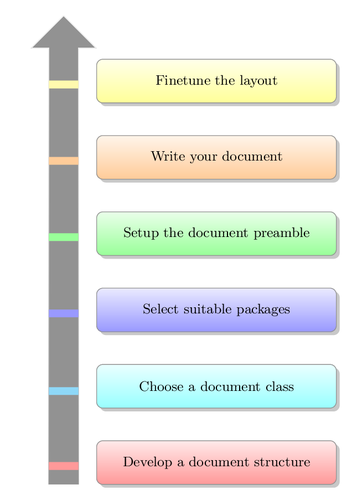 Finetune the layout
Write your document
Setup the document preamble
Select suitable packages
Choose a document class
Develop a document structure